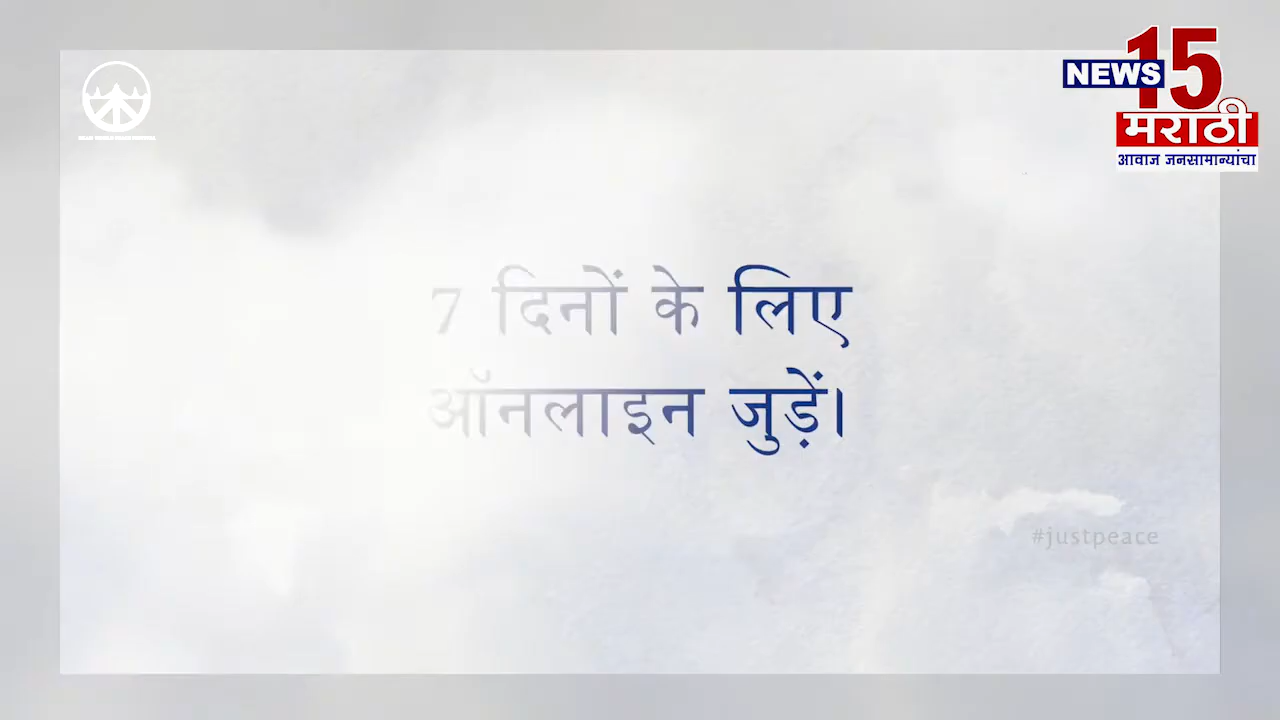 NEWS 15
मराठी
आवाज जनसामान्यांचा
7 दिनों के लिए
ऑनलाइन जुड़ें।
#justpeace